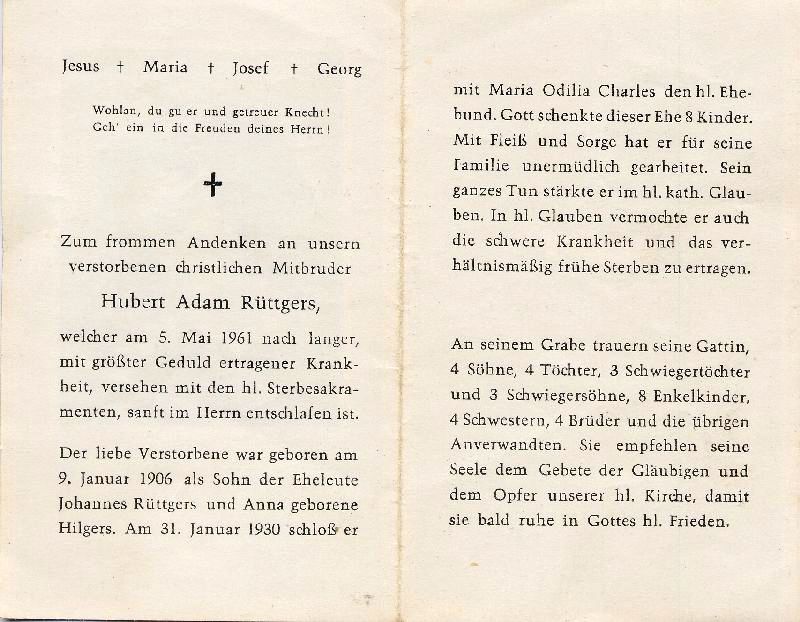 Jesus † Maria † Josef † Georg
Wohlan, du gu er und getreuer Knecht!
Geh' ein in die Freuden deines Herrn!
Zum frommen Andenken an unsern
verstorbenen christlichen Mitbruder
Hubert Adam Rüttgers,
welcher am 5. Mai 1961 nach langer,
mit größter Geduld ertragener Krank-
heit, versehen mit den hl. Sterbesakra-
menten, sanft im Herrn entschlafen ist.
Der liebe Verstorbene war geboren am
9. Januar 1906 als Sohn der Eheleute
Johannes Rüttgers und Anna geborene
Hilgers. Am 31. Januar 1930 schloß er
mit Maria Odilia Charles den hl. Ehe-
bund. Gott schenkte dieser Ehe 8 Kinder.
Mit Fleiß und Sorge hat er für seine
Familie unermüdlich gearbeitet. Sein
ganzes Tun stärkte er im hl. kath. Glau-
ben. In hl. Glauben vermochte er auch
die schwere Krankheit und das ver-
hältnismäßig frühe Sterben zu ertragen.
An seinem Grabe trauern seine Gattin,
4 Söhne, 4 Töchter, 3 Schwiegertöchter
und 3 Schwiegersöhne, 8 Enkelkinder,
4 Schwestern, 4 Brüder und die übrigen
Anverwandten. Sie empfehlen seine
Seele dem Gebete der Gläubigen und
dem Opfer unserer hl. Kirche, damit
sie bald ruhe in Gottes hl. Frieden.